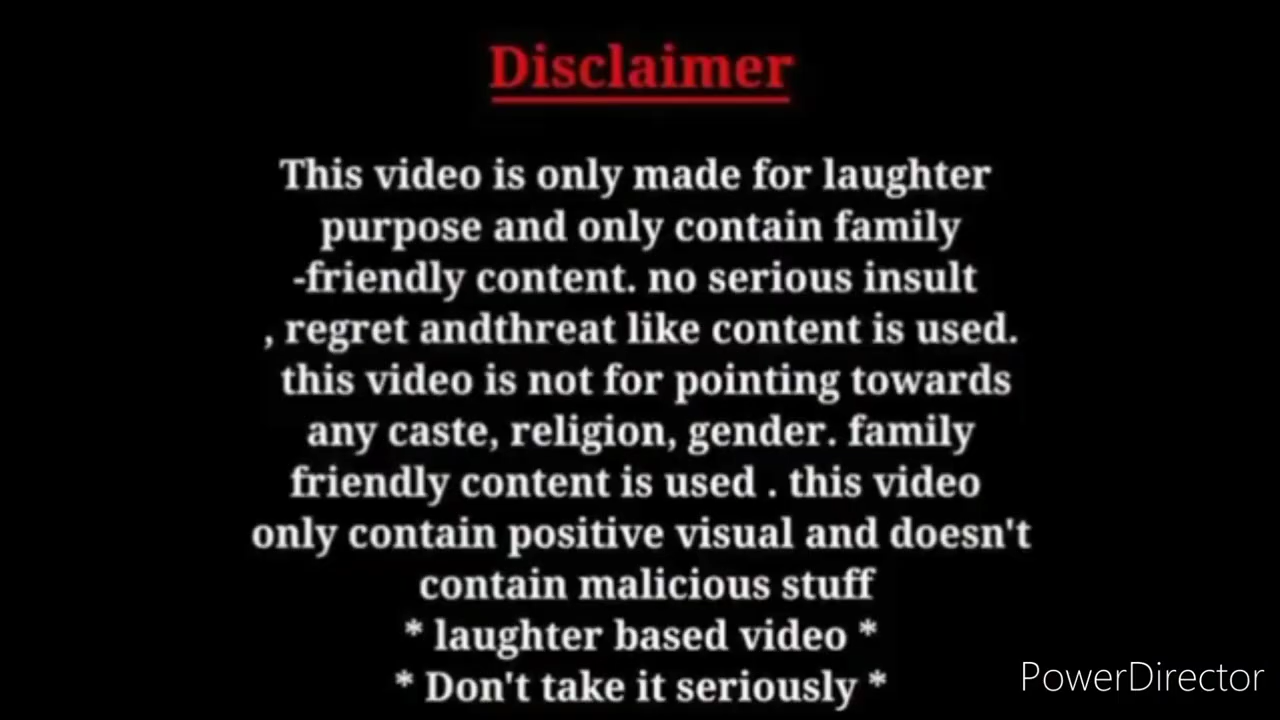 Disclaimer
This video is only made for laughter
purpose and only contain family
-friendly content. no serious insult
, regret andthreat like content is used.
this video is not for pointing towards
any caste, religion, gender. family
friendly content is used . this video
only contain positive visual and doesn't
contain malicious stuff
* laughter based video *
* Don't take it seriously *
PowerDirector